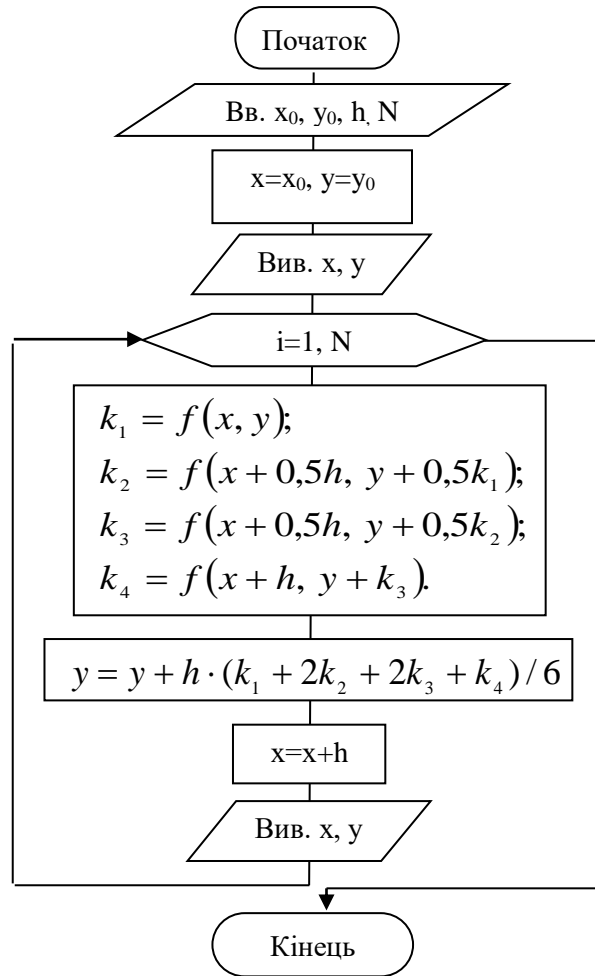 Початок
Вв. x₀, y₀, h, N
x=x₀, y=y₀
Вив. x, y
i=1, N
k₁ = f(x, y);
k₂ = f(x + 0,5h, y + 0,5k₁);
k₃ = f(x + 0,5h, y + 0,5k₂);
k₄ = f(x + h, y + k₃).
y = y + h · (k₁ + 2k₂ + 2k₃ + k₄) / 6
x=x+h
Вив. x, y
Кінець